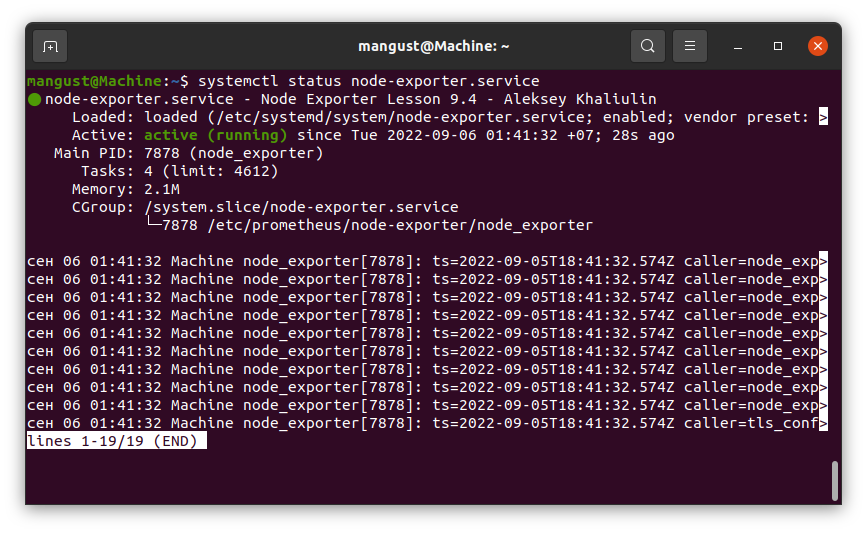 mangust@Machine: ~
mangust@Machine:~$ systemctl status node-exporter.service
node-exporter.service - Node Exporter Lesson 9.4 - Aleksey Khaliulin
Loaded: loaded (/etc/systemd/system/node-exporter.service; enabled; vendor preset: >
Active: active (running) since Tue 2022-09-06 01:41:32 +07; 28s ago
Main PID: 7878 (node_exporter)
Tasks: 4 (limit: 4612)
Memory: 2.1M
CGroup: /system.slice/node-exporter.service
└─7878 /etc/prometheus/node-exporter/node_exporter
сен 06 01:41:32 Machine node_exporter[7878]: ts=2022-09-05T18:41:32.574Z caller=node_exp>
сен 06 01:41:32 Machine node_exporter[7878]: ts=2022-09-05T18:41:32.574Z caller=node_exp>
сен 06 01:41:32 Machine node_exporter[7878]: ts=2022-09-05T18:41:32.574Z caller=node_exp>
сен 06 01:41:32 Machine node_exporter[7878]: ts=2022-09-05T18:41:32.574Z caller=node_exp>
сен 06 01:41:32 Machine node_exporter[7878]: ts=2022-09-05T18:41:32.574Z caller=node_exp>
сен 06 01:41:32 Machine node_exporter[7878]: ts=2022-09-05T18:41:32.574Z caller=node_exp>
сен 06 01:41:32 Machine node_exporter[7878]: ts=2022-09-05T18:41:32.574Z caller=node_exp>
сен 06 01:41:32 Machine node_exporter[7878]: ts=2022-09-05T18:41:32.574Z caller=node_exp>
сен 06 01:41:32 Machine node_exporter[7878]: ts=2022-09-05T18:41:32.574Z caller=node_exp>
сен 06 01:41:32 Machine node_exporter[7878]: ts=2022-09-05T18:41:32.574Z caller=tls_conf>
lines 1-19/19 (END)